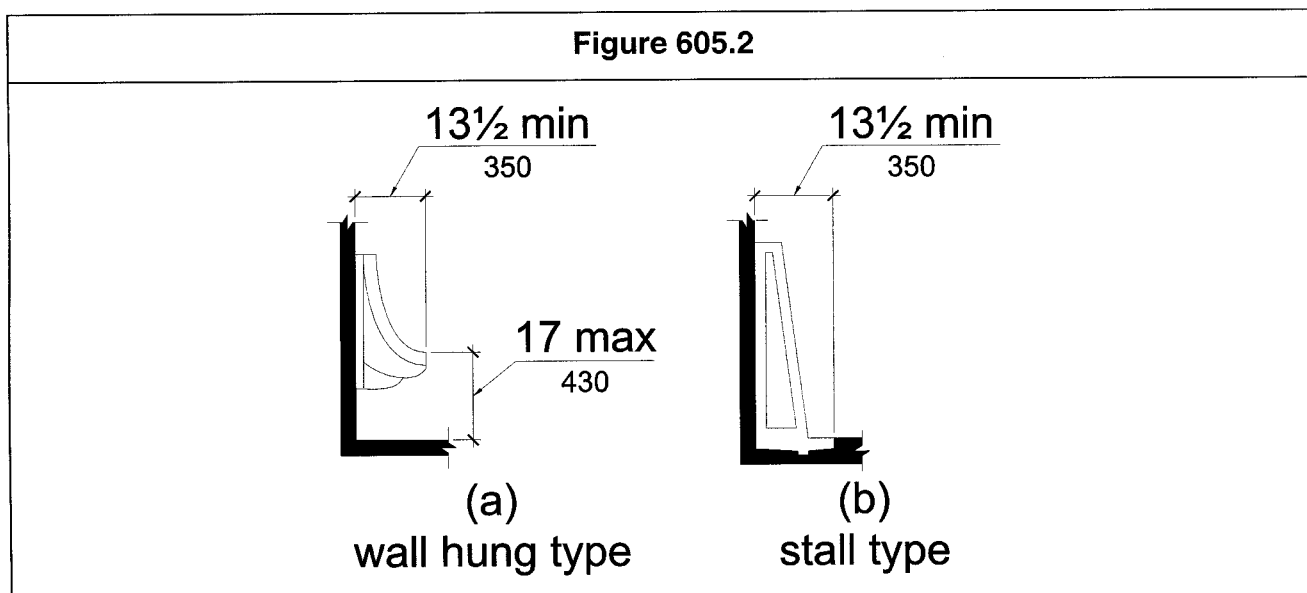 Figure 605.2
13½ min
350
17 max
430
(a)
wall hung type
13½ min
350
(b)
stall type